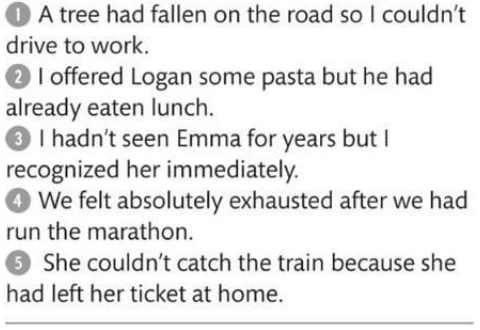 1 A tree had fallen on the road so I couldn't
drive to work.
2 I offered Logan some pasta but he had
already eaten lunch.
3 I hadn't seen Emma for years but I
recognized her immediately.
4 We felt absolutely exhausted after we had
run the marathon.
5 She couldn't catch the train because she
had left her ticket at home.